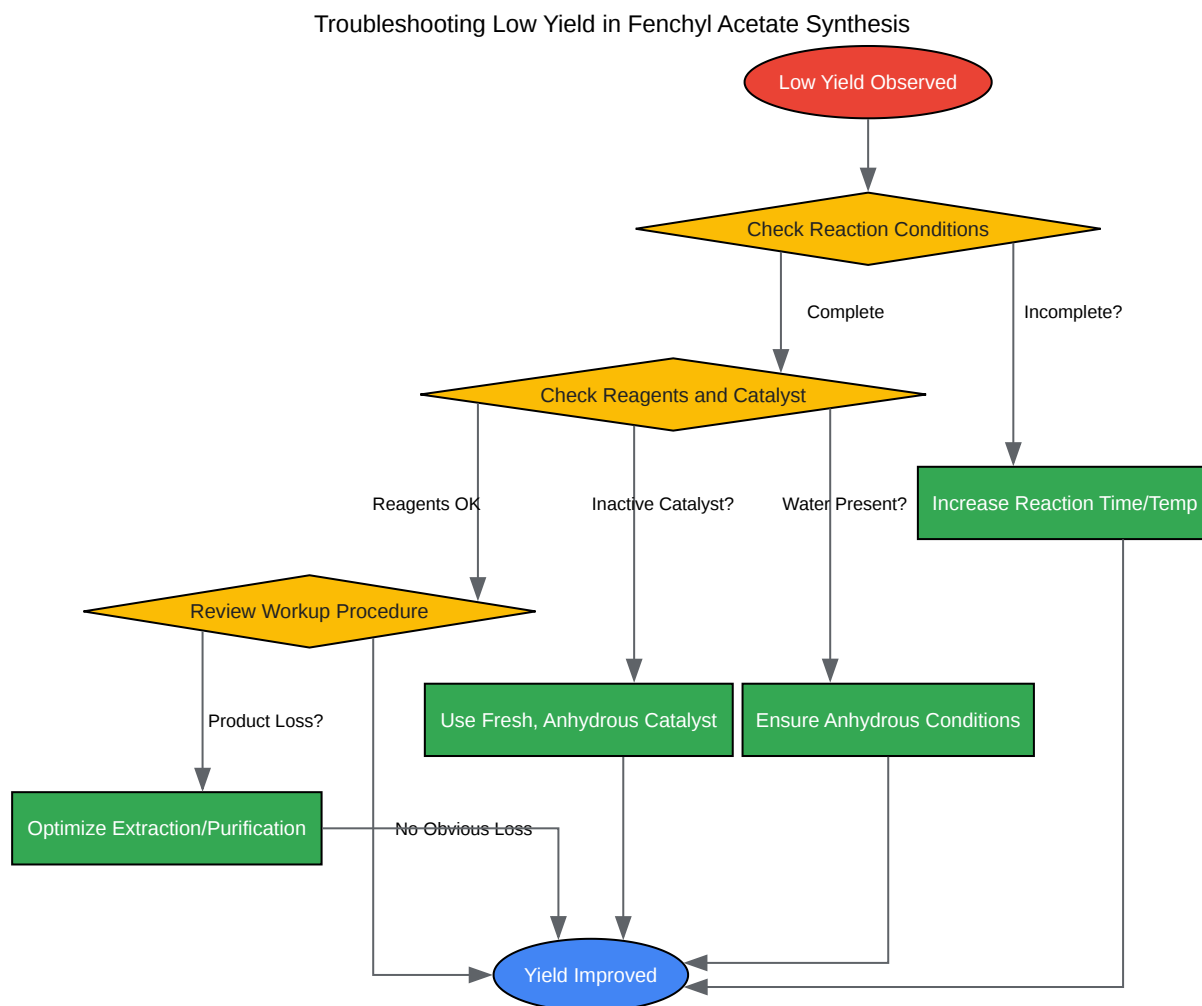 Troubleshooting Low Yield in Fenchyl Acetate Synthesis
Low Yield Observed
Check Reaction Conditions
Complete
Incomplete?
Check Reagents and Catalyst
Reagents OK
Inactive Catalyst?
Water Present?
Increase Reaction Time/Temp
Review Workup Procedure
Product Loss?
Use Fresh, Anhydrous Catalyst
Ensure Anhydrous Conditions
Optimize Extraction/Purification
No Obvious Loss
Yield Improved